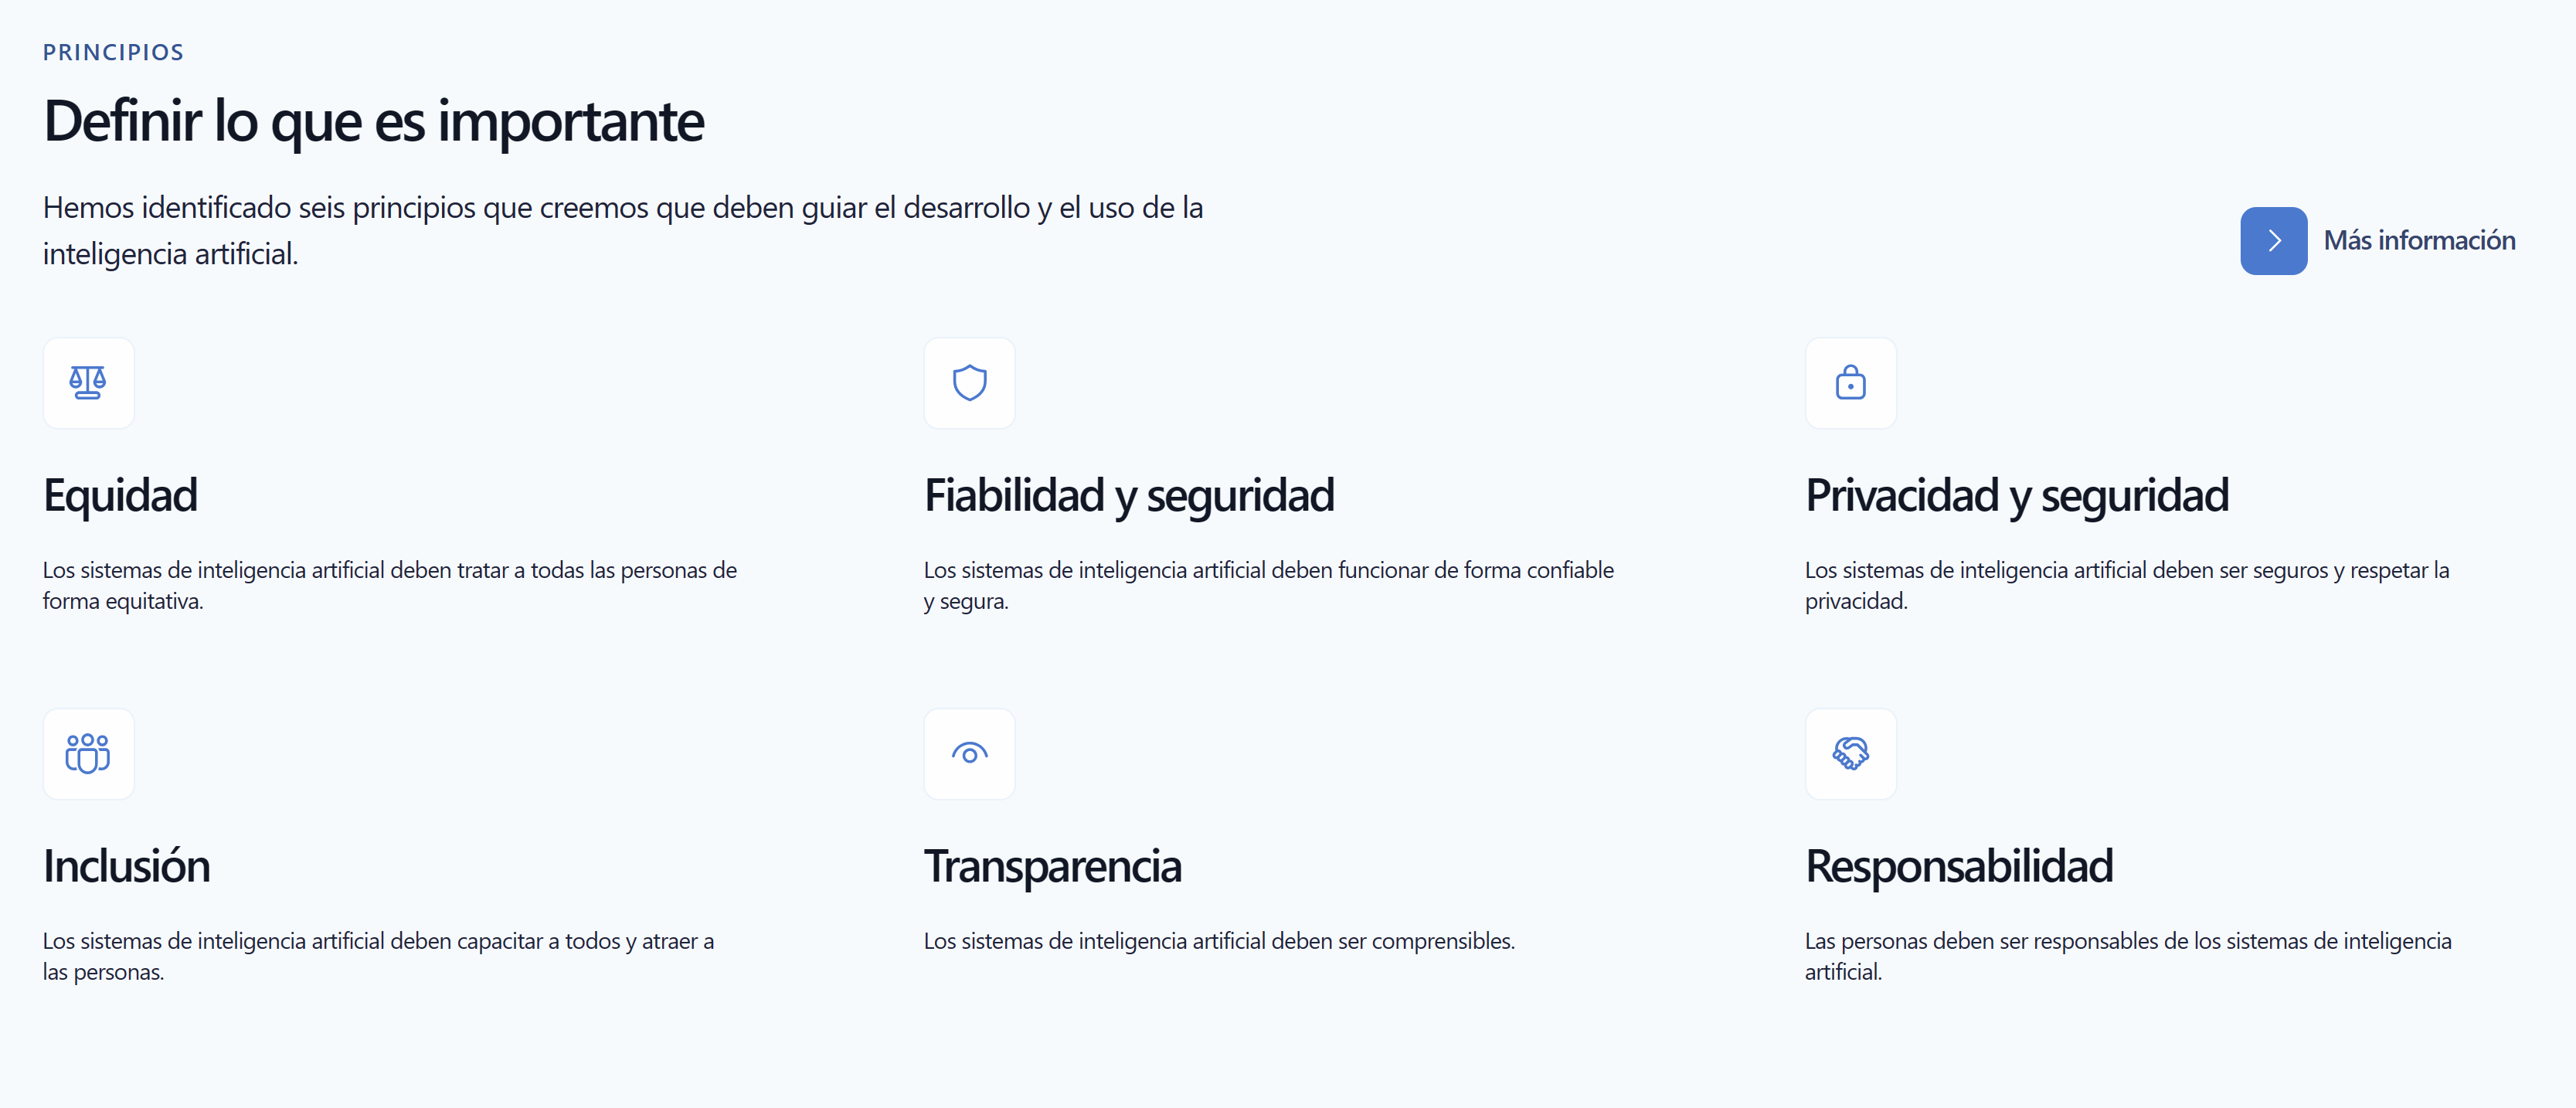 PRINCIPIOS
Definir lo que es importante
Hemos identificado seis principios que creemos que deben guiar el desarrollo y el uso de la
inteligencia artificial.
Más información
Equidad
Los sistemas de inteligencia artificial deben tratar a todas las personas de
forma equitativa.
Fiabilidad y seguridad
Los sistemas de inteligencia artificial deben funcionar de forma confiable
y segura.
Privacidad y seguridad
Los sistemas de inteligencia artificial deben ser seguros y respetar la
privacidad.
Inclusión
Los sistemas de inteligencia artificial deben capacitar a todos y atraer a
las personas.
Transparencia
Los sistemas de inteligencia artificial deben ser comprensibles.
Responsabilidad
Las personas deben ser responsables de los sistemas de inteligencia
artificial.